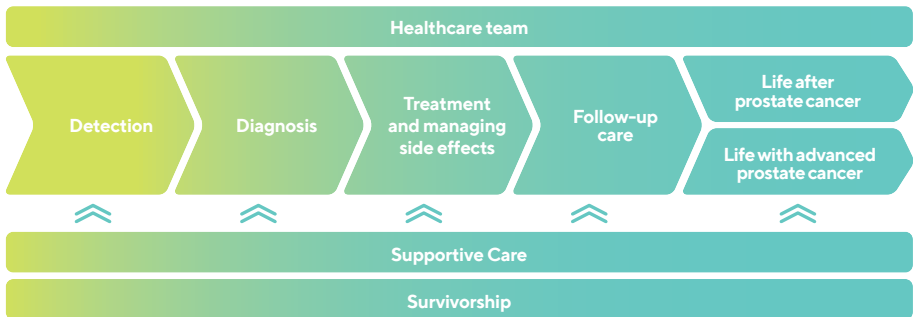 Healthcare team
Detection
Diagnosis
Treatment
and managing
side effects
Follow-up
care
Life after
prostate cancer
Life with advanced
prostate cancer
Supportive Care
Survivorship